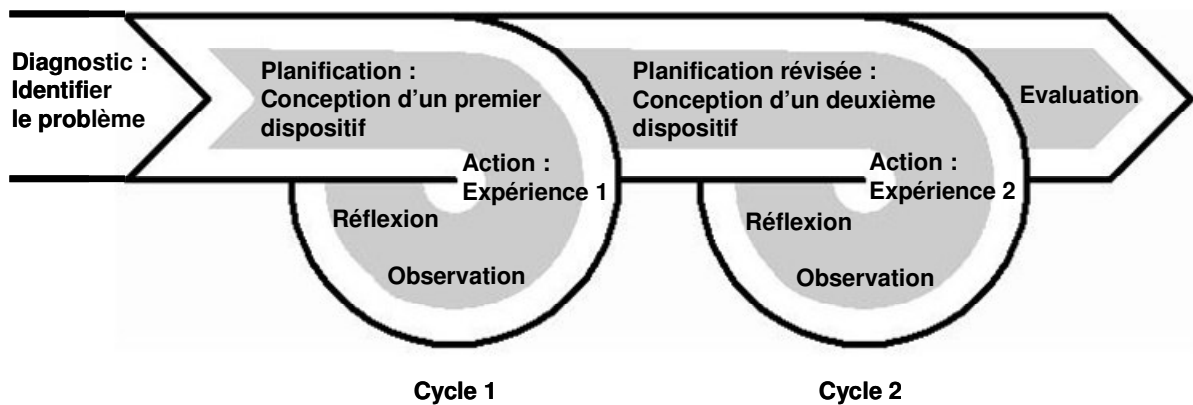 Diagnostic :
Identifier
le problème
Planification :
Conception d'un premier
dispositif
Action :
Expérience 1
Réflexion
Observation
Planification révisée :
Conception d'un deuxième
dispositif
Action :
Expérience 2
Réflexion
Observation
Evaluation
Cycle 1
Cycle 2